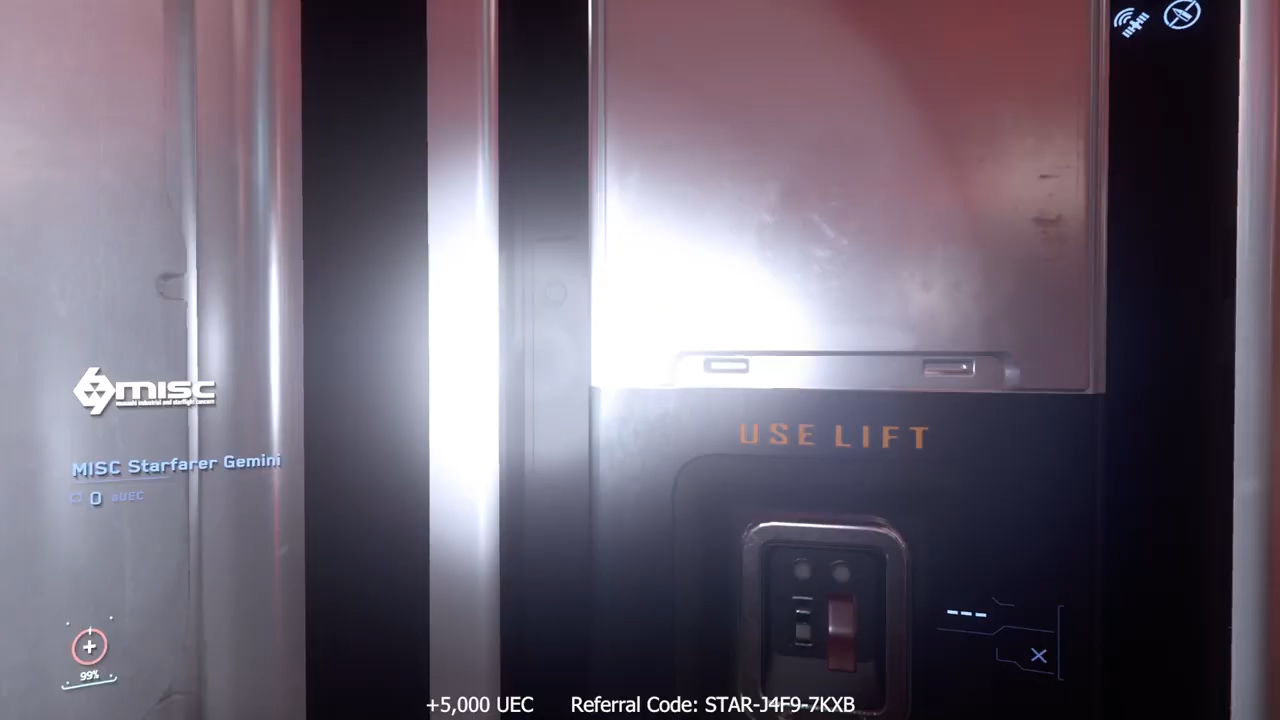 MISC
MISC Starfarer Gemini
0 aUEC
USE LIFT
99%
+5,000 UEC Referral Code: STAR-J4F9-7KXB